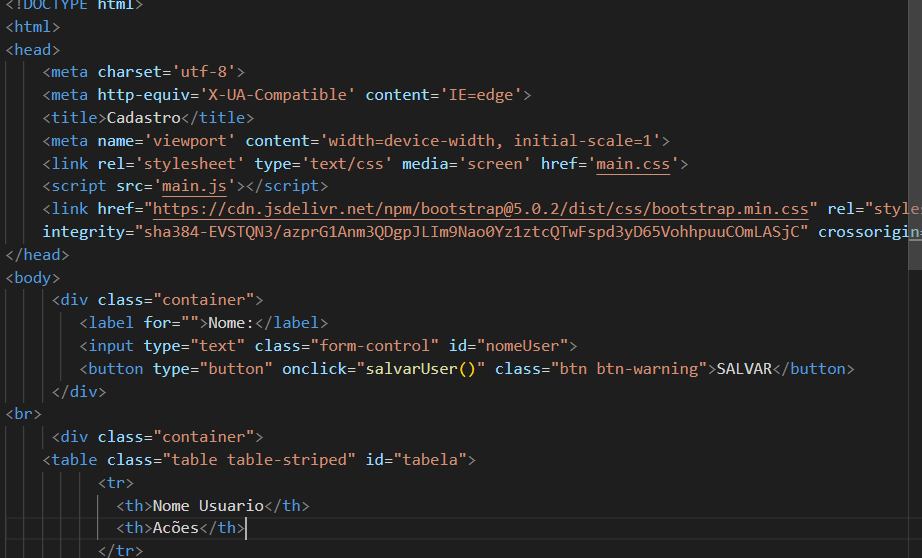 <!DOCTYPE html>
<html>
<head>
<meta charset='utf-8'>
<meta http-equiv='X-UA-Compatible' content='IE=edge'>
<title>Cadastro</title>
<meta name='viewport' content='width=device-width, initial-scale=1'>
<link rel='stylesheet' type='text/css' media='screen' href='main.css'>
<script src='main.js'></script>
<link href="https://cdn.jsdelivr.net/npm/bootstrap@5.0.2/dist/css/bootstrap.min.css" rel="styles
integrity="sha384-EVSTQN3/azprG1Anm3QDgpJLIm9Nao0Yz1ztcQTwFspd3yD65VohhpuuCOmLASjC" crossorigin=
</head>
<body>
<div class="container">
<label for="">Nome:</label>
<input type="text" class="form-control" id="nomeUser">
<button type="button" onclick="salvarUser()" class="btn btn-warning">SALVAR</button>
</div>
<br>
<div class="container">
<table class="table table-striped" id="tabela">
<tr>
<th>Nome Usuario</th>
<th>Acões</th>
</tr>